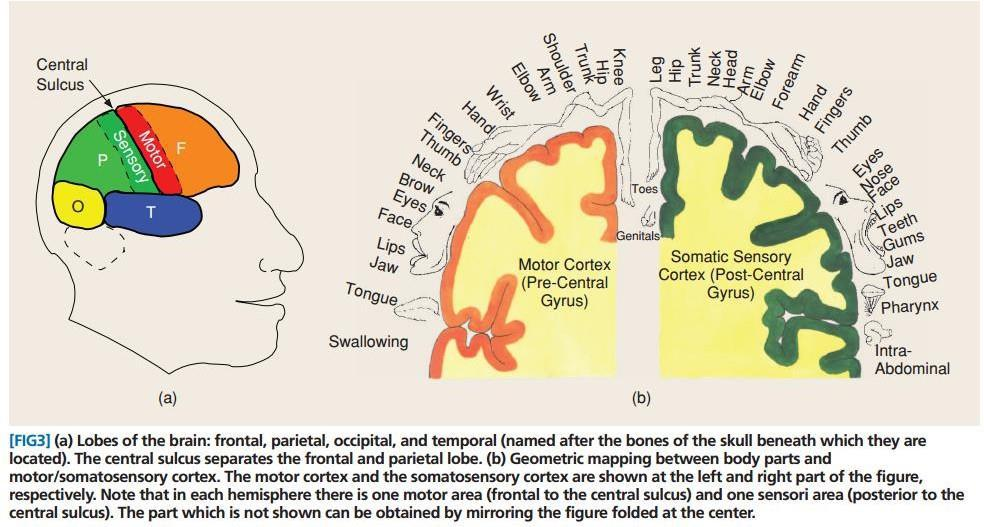 Central
Sulcus
P
Sensory
Motor
F
O
T
(a)
Swallowing
Tongue
Jaw
Lips
Face
Eyes
Brow
Neck
Thumb
Fingers
Hand
Wrist
Elbow
Arm
Shoulder
Trunk
Hip
Knees
Toes
Genitals
Leg
Hip
Trunk
Neck
Head
Arm
Elbow
Forearm
Hand
Fingers
Thumb
Eyes
Nose
Face
Lips
Teeth
Gums
Jaw
Tongue
Pharynx
Intra-
Abdominal
Motor Cortex
(Pre-Central
Gyrus)
Somatic Sensory
Cortex (Post-Central
Gyrus)
(b)
[FIG3] (a) Lobes of the brain: frontal, parietal, occipital, and temporal (named after the bones of the skull beneath which they are
located). The central sulcus separates the frontal and parietal lobe. (b) Geometric mapping between body parts and
motor/somatosensory cortex. The motor cortex and the somatosensory cortex are shown at the left and right part of the figure,
respectively. Note that in each hemisphere there is one motor area (frontal to the central sulcus) and one sensori area (posterior to the
central sulcus). The part which is not shown can be obtained by mirroring the figure folded at the center.